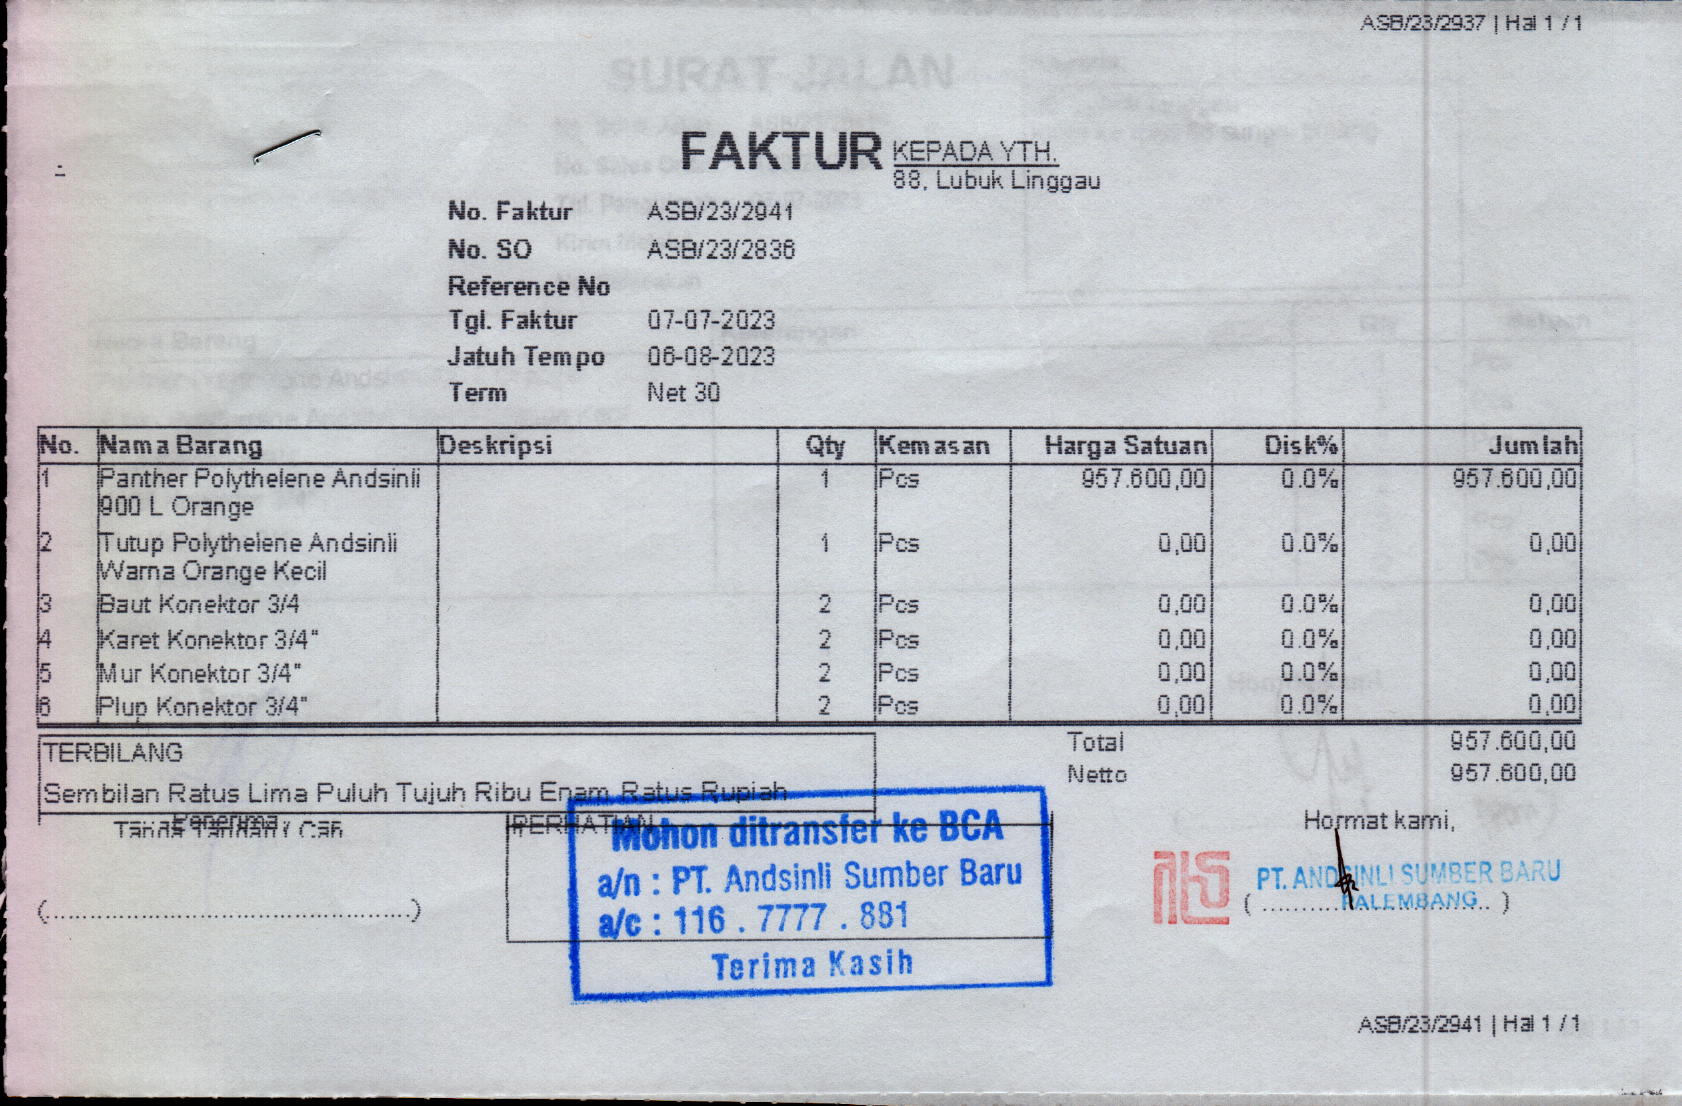 ASB/23/2937 | Hal 1 / 1
FAKTUR
KEPADA YTH.
88, Lubuk Linggau
No. Faktur ASB/23/2941
No. SO ASB/23/2836
Reference No
Tgl. Faktur 07-07-2023
Jatuh Tempo 06-08-2023
Term Net 30
No. Nama Barang Deskripsi Qty Kemasan Harga Satuan Disk% Jumlah
1 Panther Polythelene Andsinli 1 Pcs 957.600,00 0.0% 957.600,00
900 L Orange
2 Tutup Polythelene Andsinli 1 Pcs 0,00 0.0% 0,00
Warna Orange Kecil
3 Baut Konektor 3/4 2 Pcs 0,00 0.0% 0,00
4 Karet Konektor 3/4" 2 Pcs 0,00 0.0% 0,00
5 Mur Konektor 3/4" 2 Pcs 0,00 0.0% 0,00
6 Plup Konektor 3/4" 2 Pcs 0,00 0.0% 0,00
TERBILANG
Sembilan Ratus Lima Puluh Tujuh Ribu Enam Ratus Rupiah
Total 957.600,00
Netto 957.600,00
Penerima
Tanda Tangan / Cap
(..........................................)
PERHATIAN
Mohon ditransfer ke BCA
a/n : PT. Andsinli Sumber Baru
a/c : 116 . 7777 . 881
Terima Kasih
Hormat kami,
PT. ANDSINLI SUMBER BARU
PALEMBANG
ASB/23/2941 | Hal 1 / 1